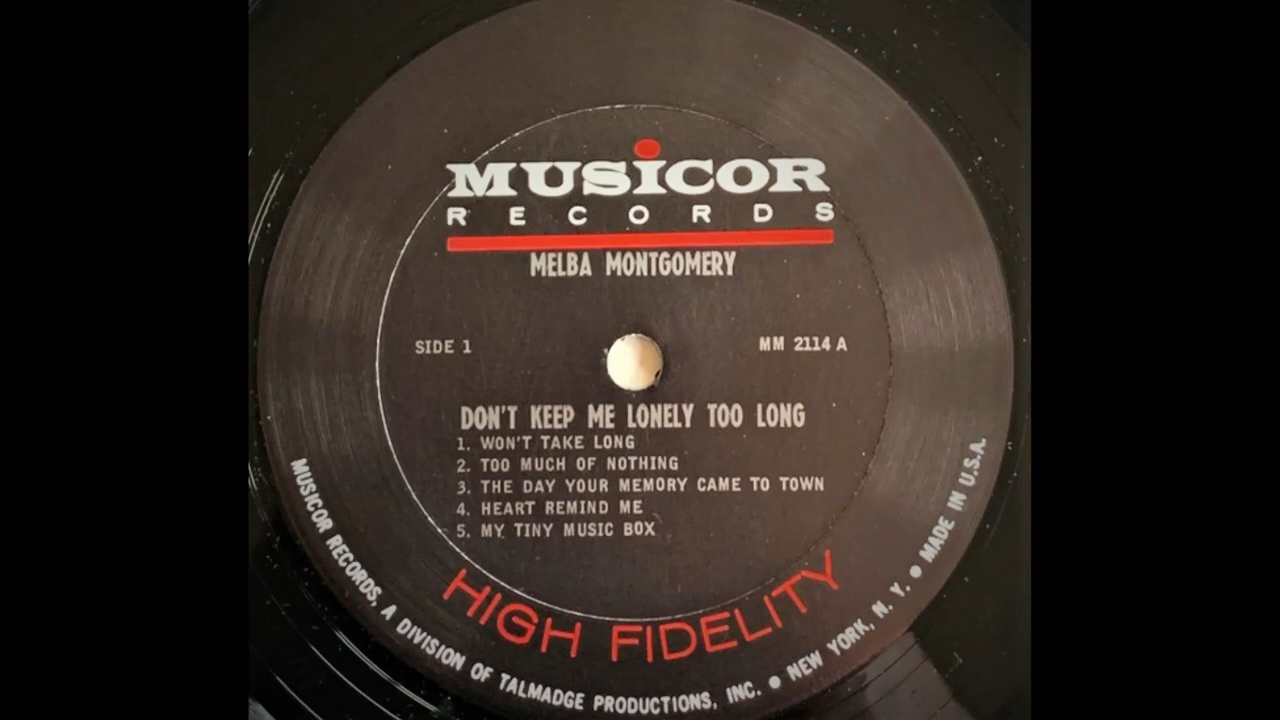 MUSiCOR
RECORDS
MELBA MONTGOMERY
SIDE 1
MM 2114 A
DON'T KEEP ME LONELY TOO LONG
1. WON'T TAKE LONG
2. TOO MUCH OF NOTHING
3. THE DAY YOUR MEMORY CAME TO TOWN
4. HEART REMIND ME
5. MY TINY MUSIC BOX
HIGH FIDELITY
MUSICOR RECORDS, A DIVISION OF TALMADGE PRODUCTIONS, INC. ● NEW YORK, N. Y. ● MADE IN U.S.A.